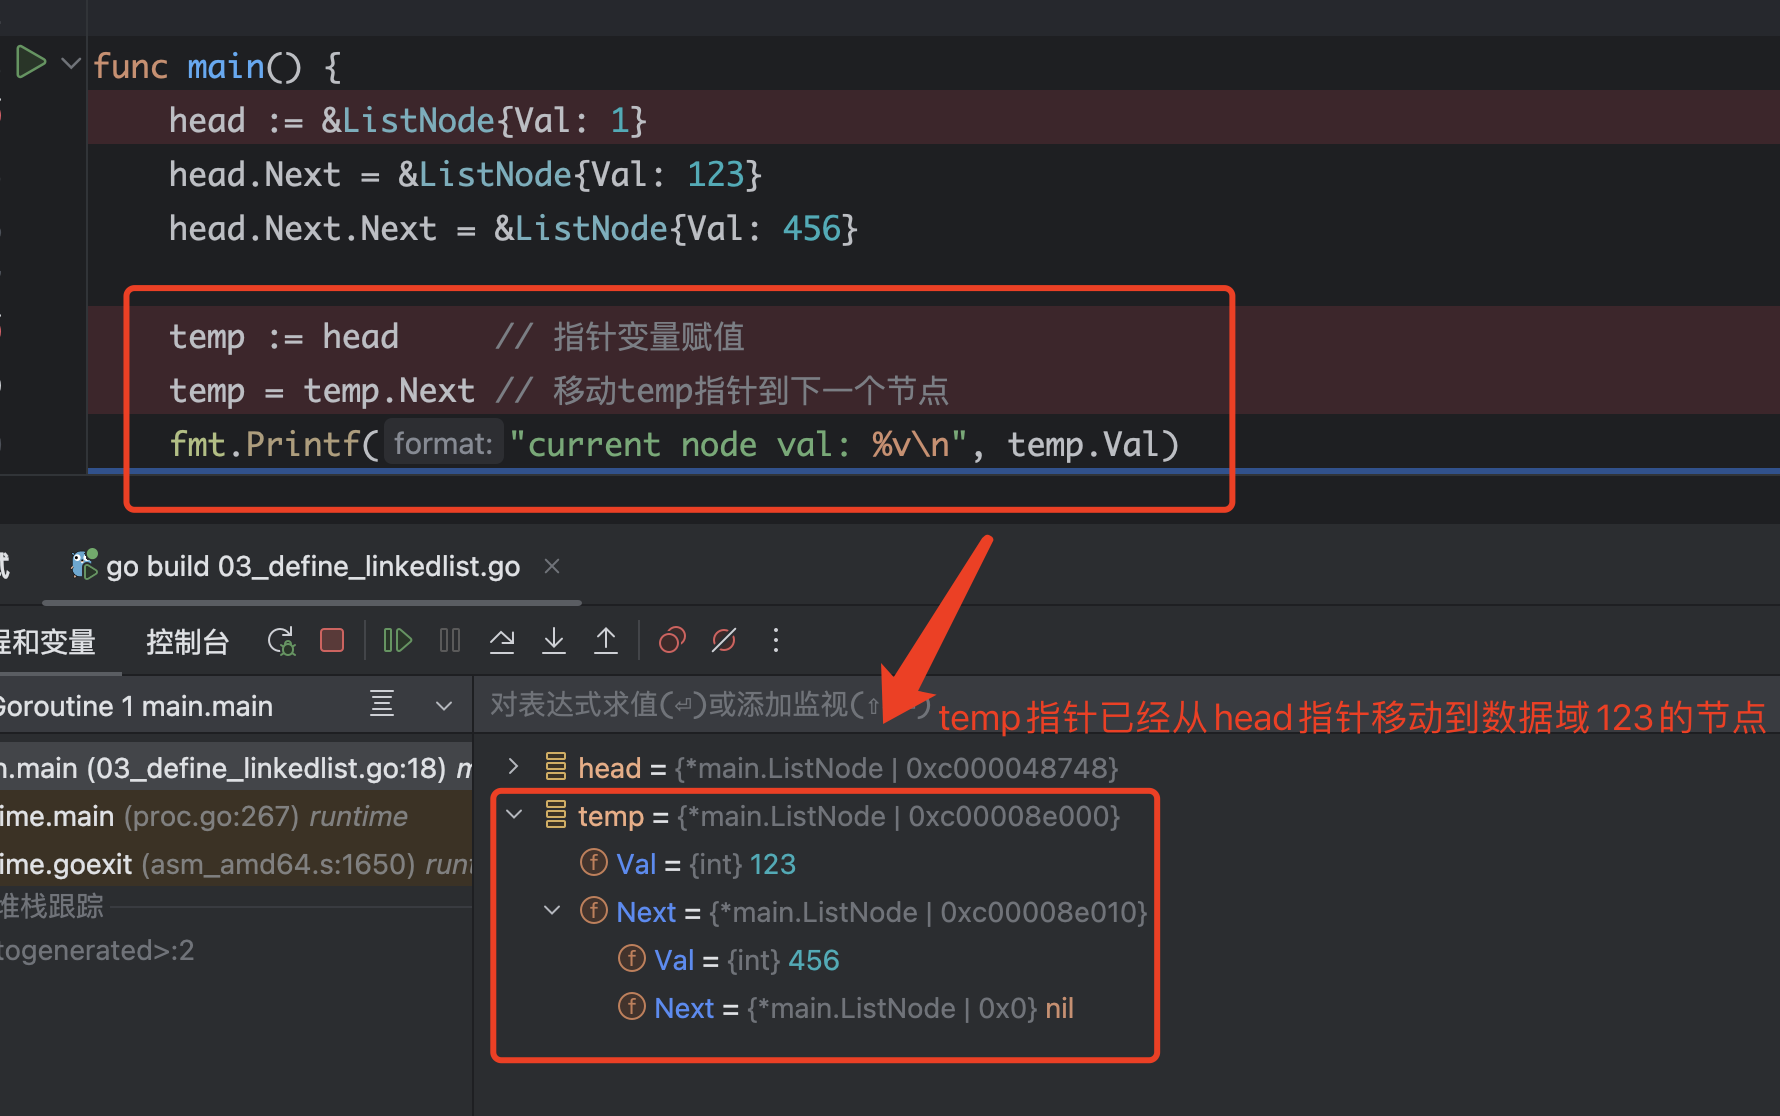 func main() {
head := &ListNode{Val: 1}
head.Next = &ListNode{Val: 123}
head.Next.Next = &ListNode{Val: 456}
temp := head // 指针变量赋值
temp = temp.Next // 移动temp指针到下一个节点
fmt.Printf( format: "current node val: %v\n", temp.Val)
go build 03_define_linkedlist.go
程和变量 控制台
Goroutine 1 main.main
对表达式求值(⏎)或添加监视(⇧
temp指针已经从head指针移动到数据域123的节点
n.main (03_define_linkedlist.go:18) m
ime.main (proc.go:267) runtime
ime.goexit (asm_amd64.s:1650) runt
堆栈跟踪
togenerated>:2
head = {*main.ListNode | 0xc000048748}
temp = {*main.ListNode | 0xc00008e000}
f Val = {int} 123
f Next = {*main.ListNode | 0xc00008e010}
f Val = {int} 456
f Next = {*main.ListNode | 0x0} nil